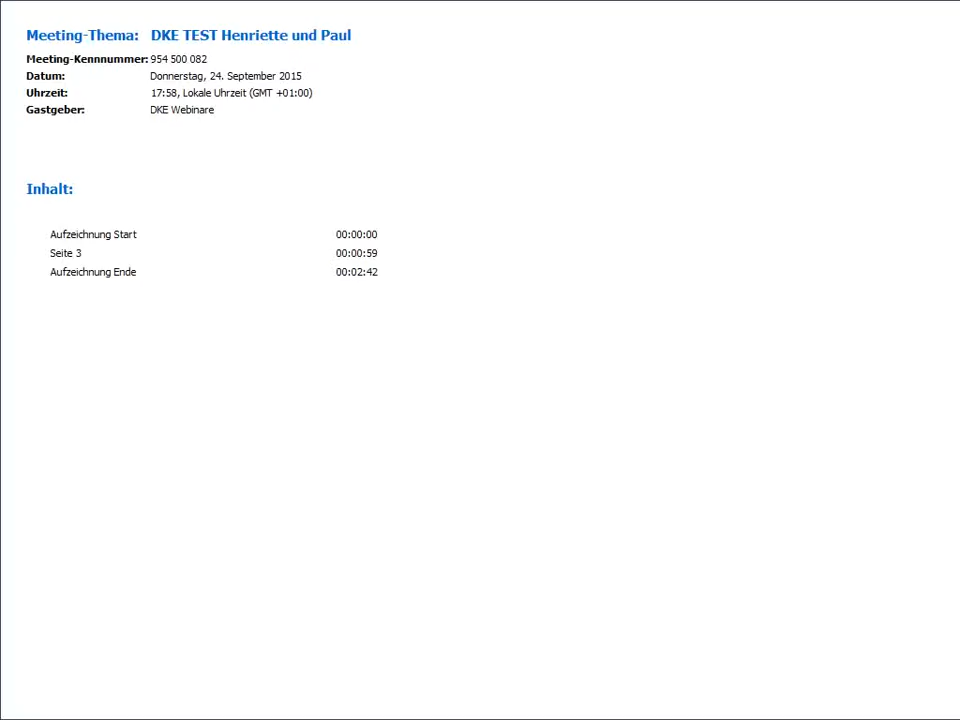 Meeting-Thema: DKE TEST Henriette und Paul
Meeting-Kennnummer: 954 500 082
Datum: Donnerstag, 24. September 2015
Uhrzeit: 17:58, Lokale Uhrzeit (GMT +01:00)
Gastgeber: DKE Webinare
Inhalt:
Aufzeichnung Start 00:00:00
Seite 3 00:00:59
Aufzeichnung Ende 00:02:42